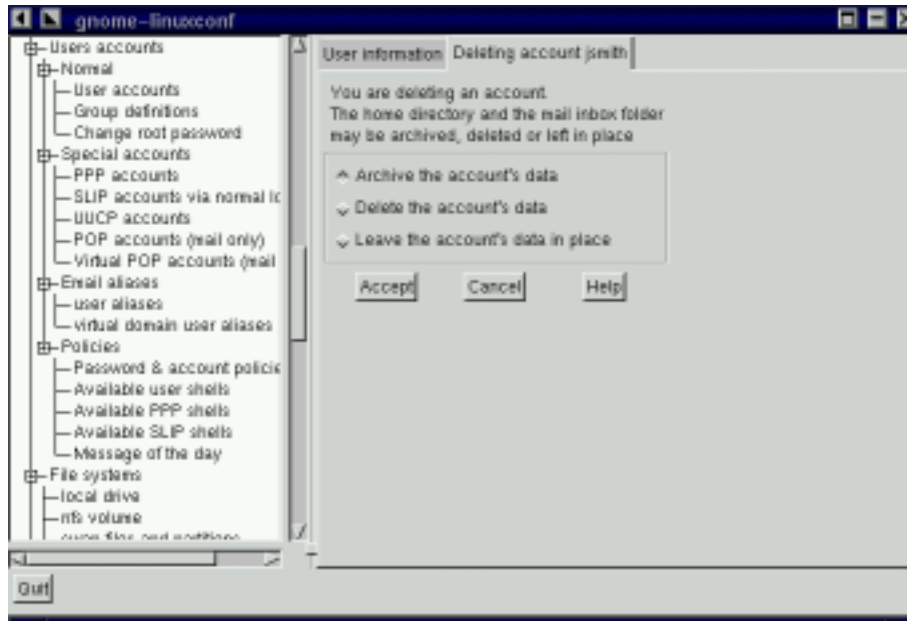 gnome-linuxconf
Users accounts
Normal
User accounts
Group definitions
Change root password
Special accounts
PPP accounts
SLIP accounts via normal lo
UUCP accounts
POP accounts (mail only)
Virtual POP accounts (mail
Email aliases
user aliases
virtual domain user aliases
Policies
Password & account policie
Available user shells
Available PPP shells
Available SLIP shells
Message of the day
File systems
local drive
nfs volume
swap files and partitions
Quit
User information
Deleting account jsmith
You are deleting an account.
The home directory and the mail inbox folder
may be archived, deleted or left in place
Archive the account's data
Delete the account's data
Leave the account's data in place
Accept Cancel Help